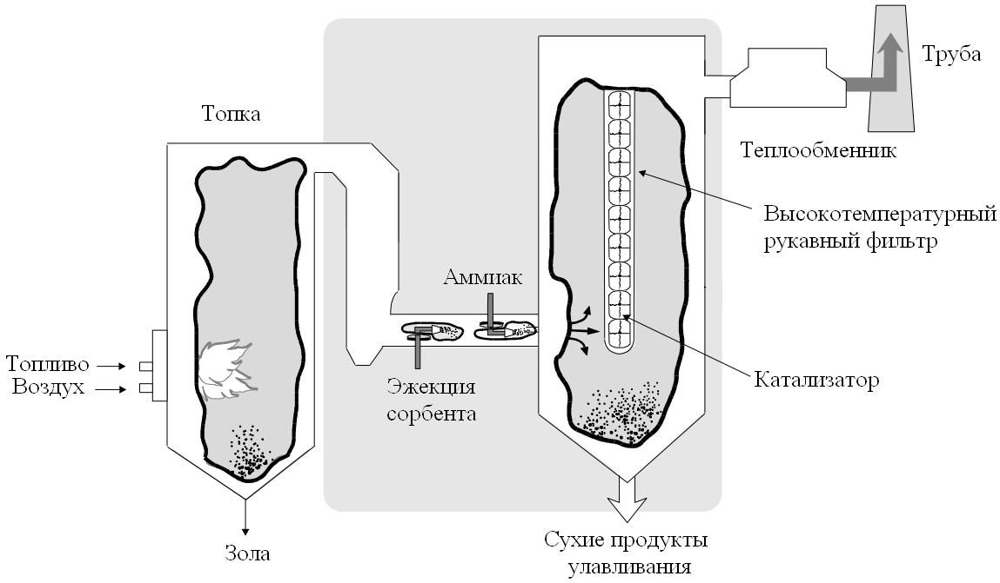 Труба
Топка
Теплообменник
Высокотемпературный
рукавный фильтр
Аммиак
Топливо
Воздух
Эжекция
сорбента
Катализатор
Зола
Сухие продукты
улавливания